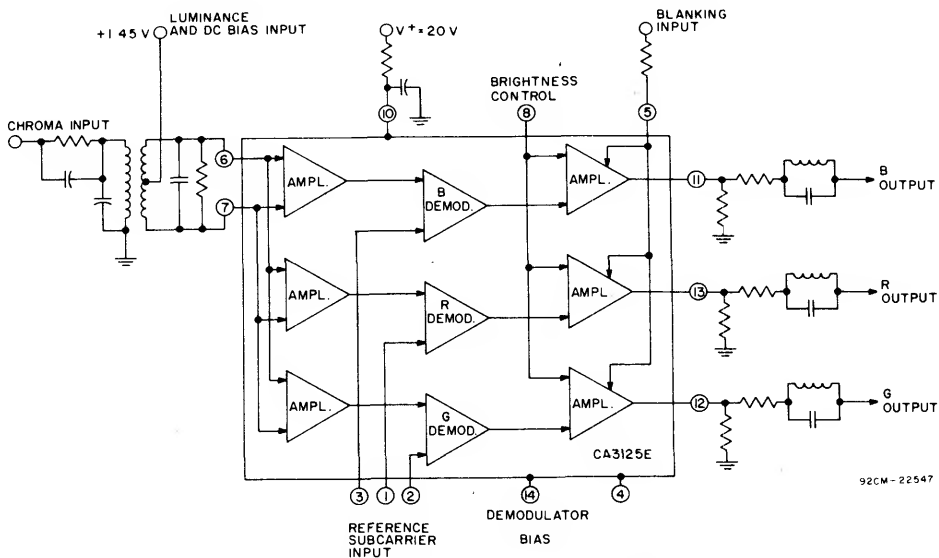 LUMINANCE
AND DC BIAS INPUT
+1 45 V
V+ = 20 V
BLANKING
INPUT
BRIGHTNESS
CONTROL
CHROMA INPUT
10
8
5
6
7
AMPL.
B
DEMOD.
AMPL.
11
B
OUTPUT
AMPL.
R
DEMOD.
AMPL
13
R
OUTPUT
AMPL.
G
DEMOD.
AMPL.
12
G
OUTPUT
CA3125E
3
1
2
14
4
92CM-22547
REFERENCE
SUBCARRIER
INPUT
DEMODULATOR
BIAS